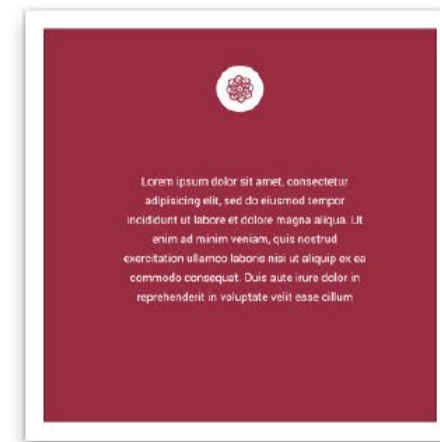 Lorem ipsum dolor sit amet, consectetur
adipisicing elit, sed do eiusmod tempor
incididunt ut labore et dolore magna aliqua. Ut
enim ad minim veniam, quis nostrud
exercitation ullamco laboris nisi ut aliquip ex ea
commodo consequat. Duis aute irure dolor in
reprehenderit in voluptate velit esse cillum